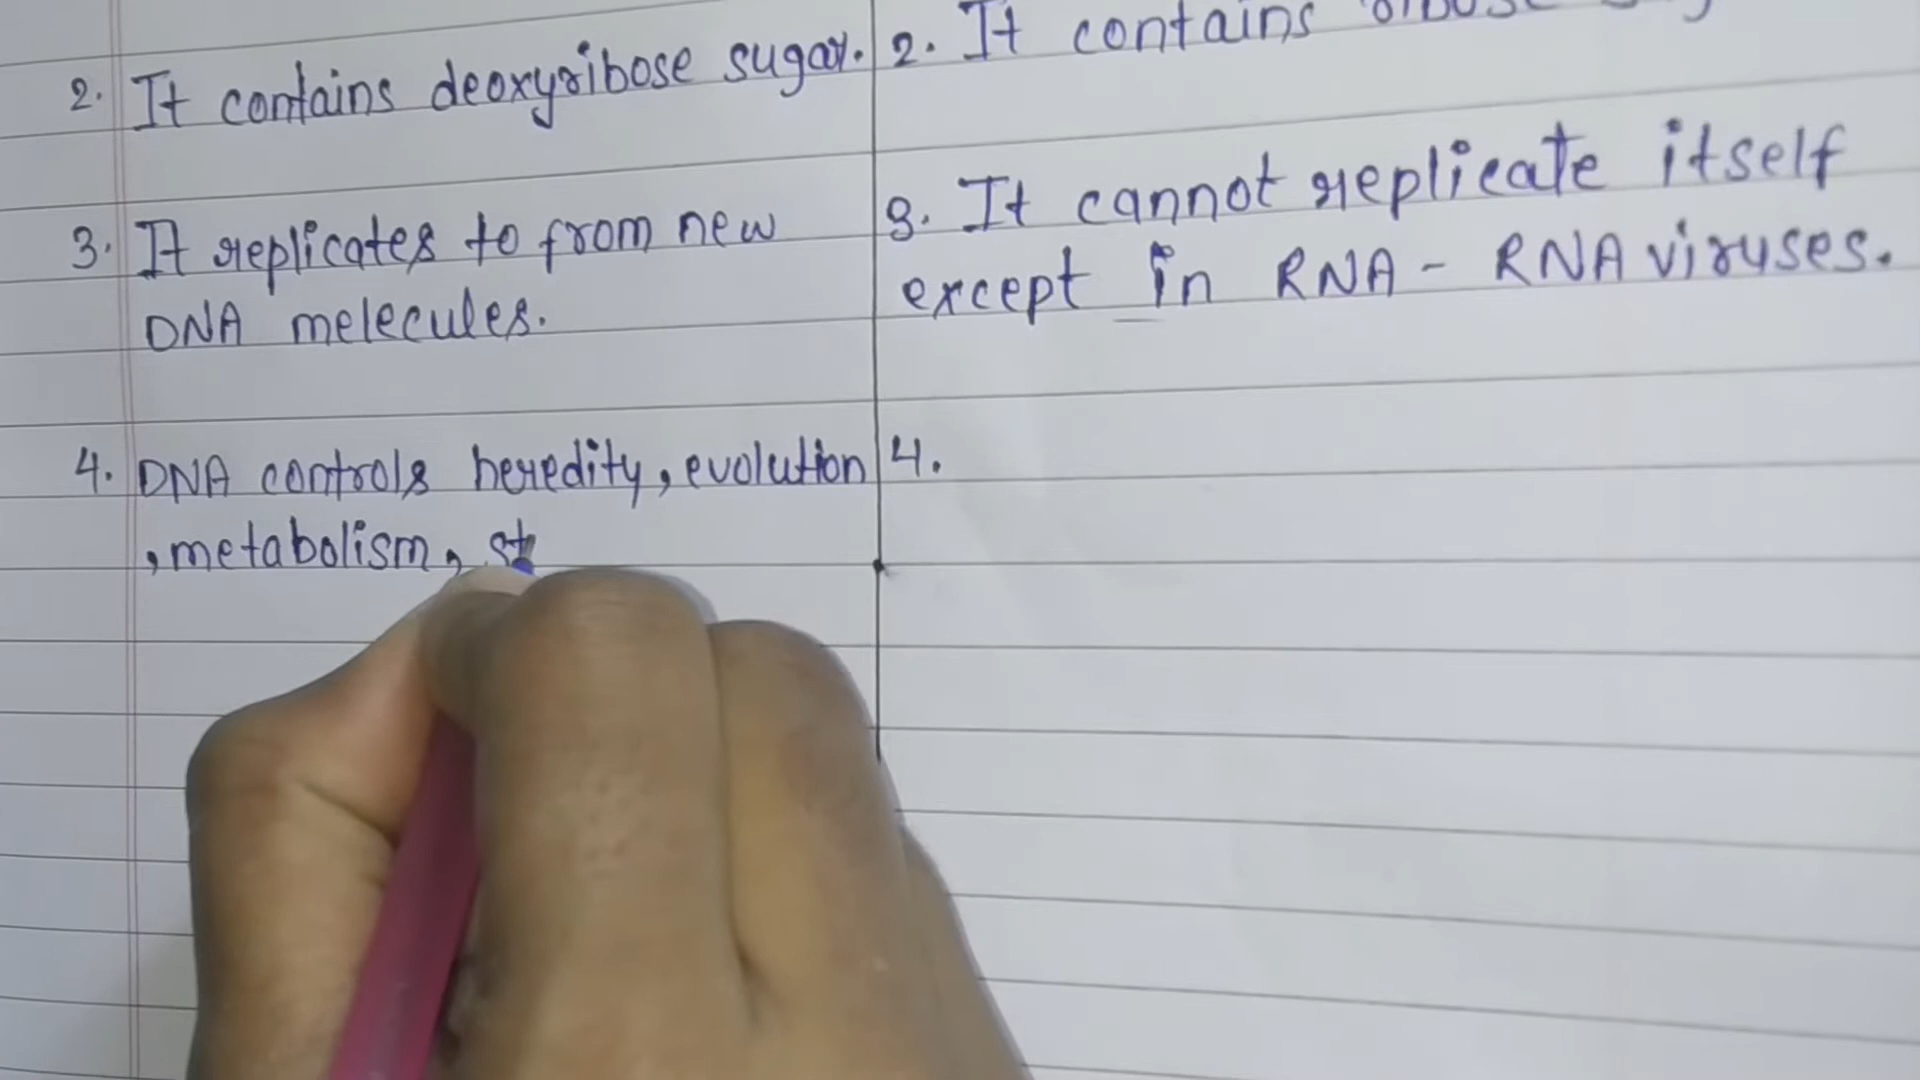 2. It contains deoxyribose sugar.
3. It replicates to from new
DNA melecules.
4. DNA controls heredity, evolution
, metabolism, st
2. It contains
3. It cannot replicate itself
except in RNA - RNA viruses.
4.